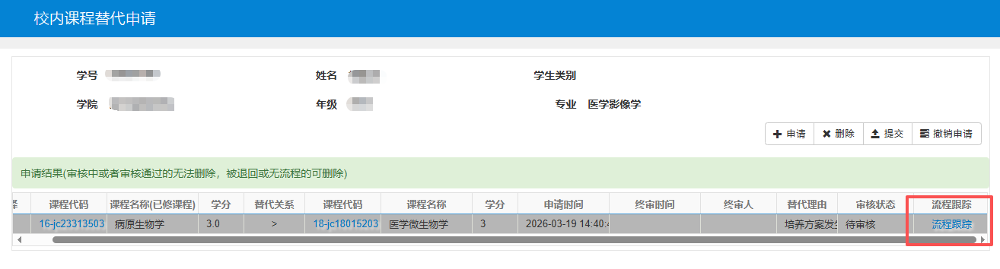 校内课程替代申请
学号 姓名 学生类别
学院 年级 专业 医学影像学
申请 删除 提交 撤销申请
申请结果(审核中或者审核通过的无法删除，被退回或无流程的可删除)
课程代码 课程名称(已修课程) 学分 替代关系 课程代码 课程名称 学分 申请时间 终审时间 终审人 替代理由 审核状态 流程跟踪
16-jc23313503 病原生物学 3.0 > 18-jc18015203 医学微生物学 3 2026-03-19 14:40:4 培养方案发生 待审核 流程跟踪